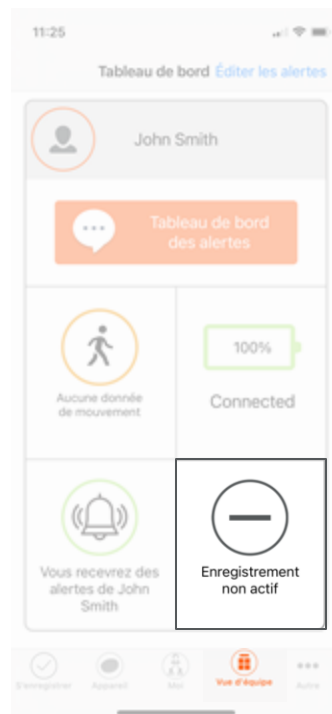 11:25
Tableau de bord Éditer les alertes
John Smith
Tableau de bord
des alertes
Aucune donnée
de mouvement
100%
Connected
Vous recevrez des
alertes de John
Smith
Enregistrement
non actif
S'enregistrer Appareil Moi Vue d'équipe Autre